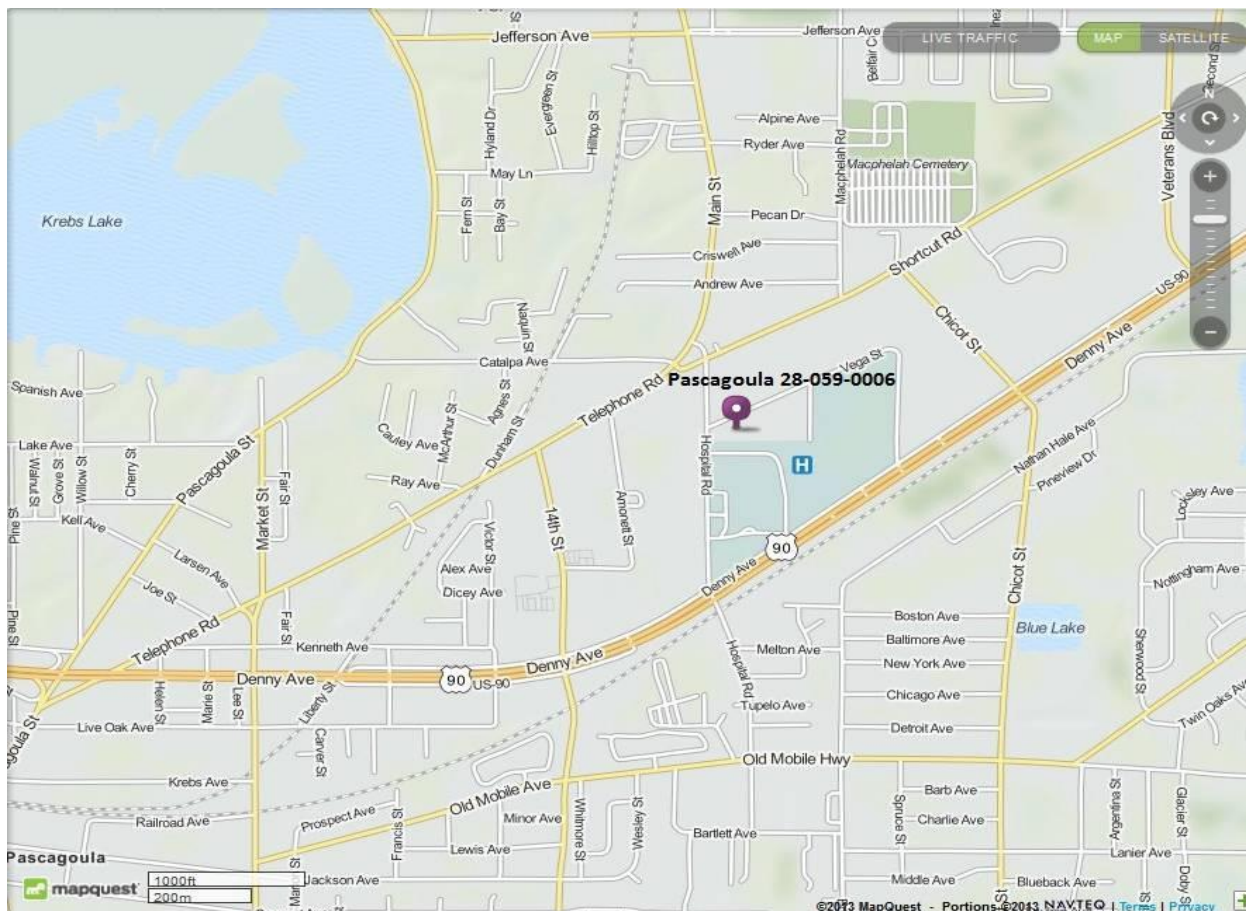 Jefferson Ave
Jefferson Ave
LIVE TRAFFIC
MAP
SATELLITE
Hyland Dr
Evergreen St
Hilltop St
Belfair
Second St
Veterans Blvd
N
Alpine Ave
Ryder Ave
Macphelah Rd
Macphelah Cemetery
May Ln
Fern St
Bay St
Main St
Pecan Dr
Krebs Lake
Criswell Ave
Andrew Ave
Shortcut Rd
US-90
Naquin St
Chicot St
Denny Ave
Catalpa Ave
Vega St
Pascagoula 28-059-0006
Spanish Ave
Telephone Rd
Agnes St
McArthur St
Dunham St
Cauley Ave
Lake Ave
Pascagoula St
Walnut St
Grove St
Willow St
Cherry St
Fair St
Ray Ave
Hospital Rd
H
Nathan Hale Ave
Pineview Dr
Locksley Ave
Pine St
Kell Ave
Market St
14th St
Amonett St
Victor St
90
Larsen Ave
Joe St
Alex Ave
Dicey Ave
Denny Ave
Chicot St
Nottingham Ave
Pine St
Telephone Rd
Fair St
Kenneth Ave
Boston Ave
Blue Lake
Baltimore Ave
Sherwood St
Hospital Rd
Melton Ave
New York Ave
Denny Ave
90
US-90
Denny Ave
Helen St
Marie St
Lee St
Liberty St
Chicago Ave
Twin Oaks Ave
Tupelo Ave
Live Oak Ave
Carver St
Detroit Ave
Old Mobile Hwy
Krebs Ave
Old Mobile Ave
Barb Ave
Spruce St
Argentina St
Glacier St
Railroad Ave
Prospect Ave
Francis St
Minor Ave
Whitmore St
Wesley St
Bartlett Ave
Charlie Ave
Lewis Ave
Lanier Ave
Pascagoula
mapquest
1000ft
200m
Jackson Ave
Middle Ave
Blueback Ave
Doby St
©2013 MapQuest - Portions ©2013 NAVTEQ | Terms | Privacy